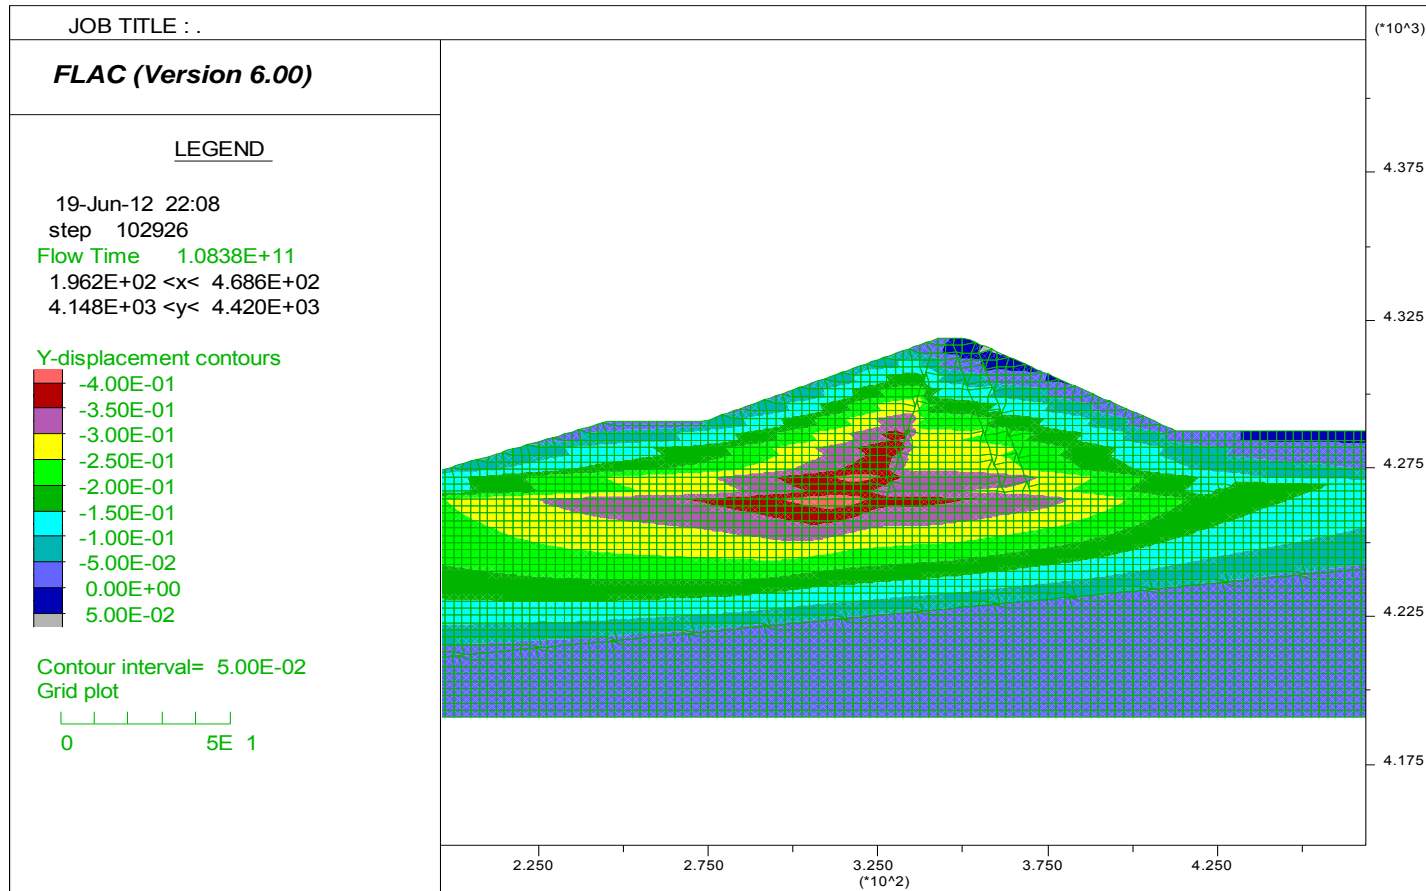 JOB TITLE : .
(*10^3)
FLAC (Version 6.00)
LEGEND
19-Jun-12 22:08
step 102926
Flow Time 1.0838E+11
1.962E+02 <x< 4.686E+02
4.148E+03 <y< 4.420E+03
Y-displacement contours
-4.00E-01
-3.50E-01
-3.00E-01
-2.50E-01
-2.00E-01
-1.50E-01
-1.00E-01
-5.00E-02
0.00E+00
5.00E-02
Contour interval= 5.00E-02
Grid plot
0 5E 1
4.375
4.325
4.275
4.225
4.175
2.250 2.750 3.250 3.750 4.250
(*10^2)